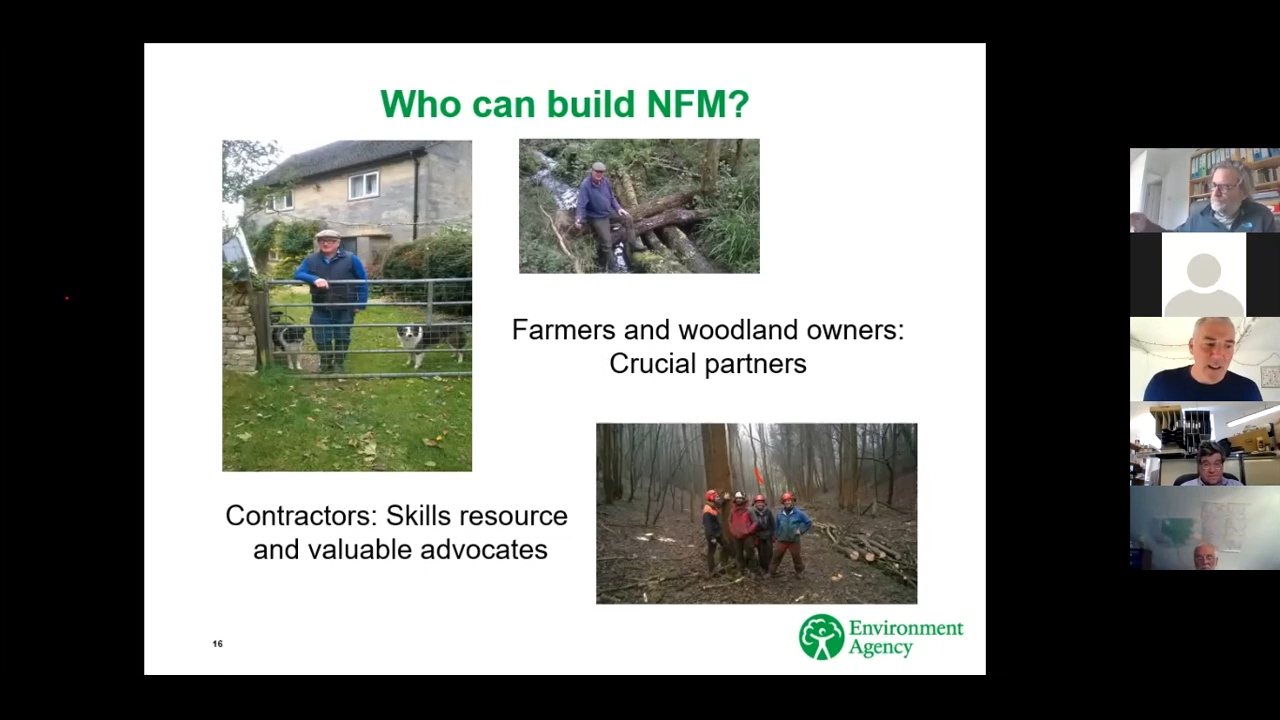 Who can build NFM?
Farmers and woodland owners:
Crucial partners
Contractors: Skills resource
and valuable advocates
16
Environment
Agency